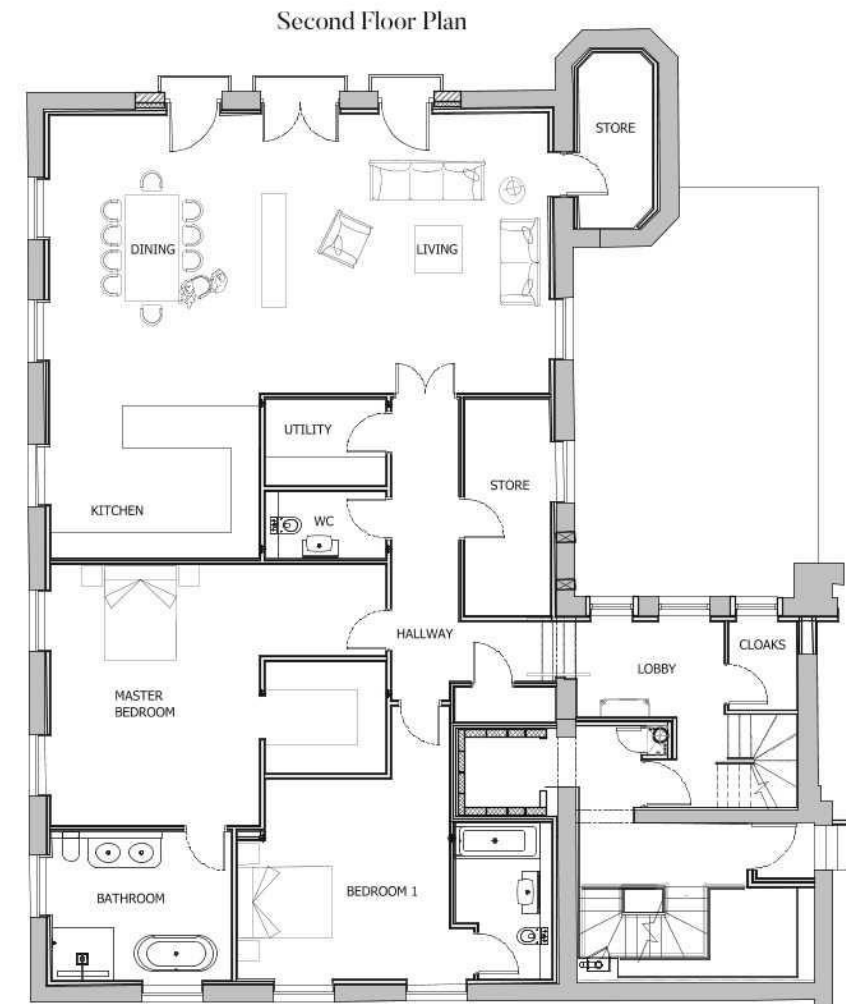 Second Floor Plan
STORE
DINING
LIVING
UTILITY
STORE
KITCHEN
WC
HALLWAY
LOBBY
CLOAKS
MASTER
BEDROOM
BATHROOM
BEDROOM 1